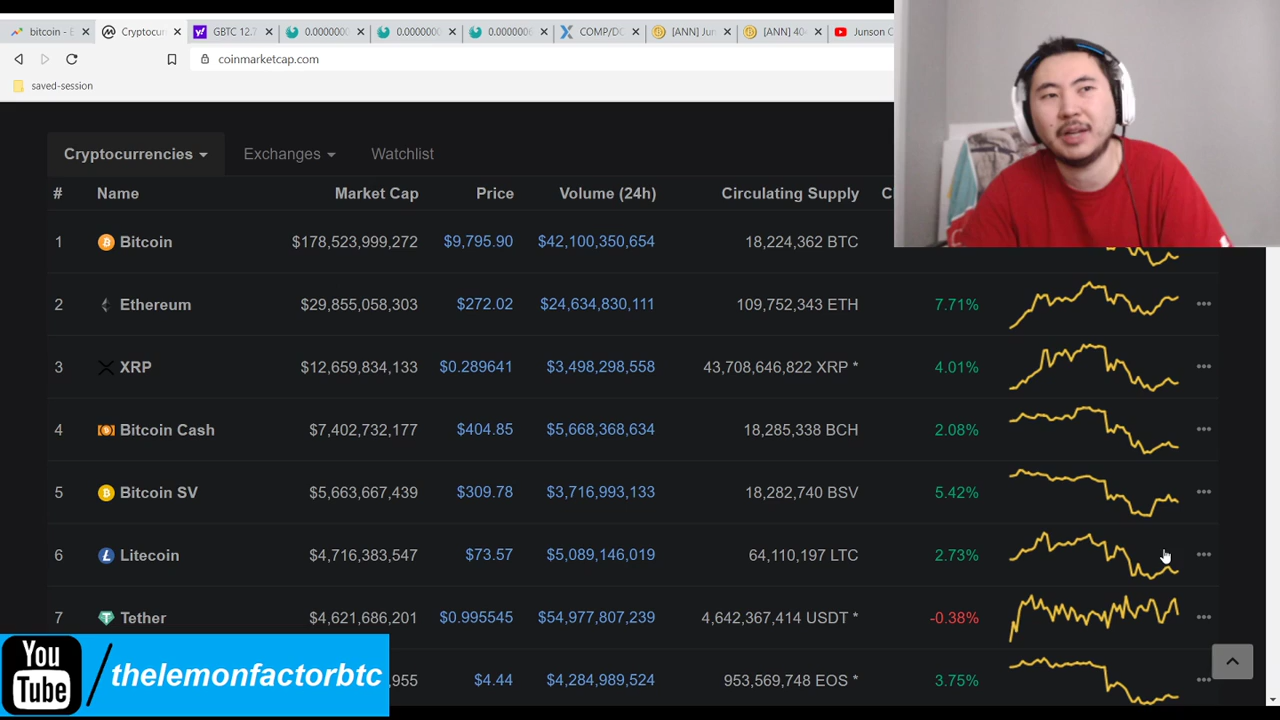 bitcoin - E
Cryptocur
GBTC 12.7
0.0000000
0.000000
0.000000
COMP/D
[ANN] Jun
[ANN] 40
Junson C
coinmarketcap.com
saved-session
Cryptocurrencies
Exchanges
Watchlist
# Name Market Cap Price Volume (24h) Circulating Supply C
1 Bitcoin $178,523,999,272 $9,795.90 $42,100,350,654 18,224,362 BTC
2 Ethereum $29,855,058,303 $272.02 $24,634,830,111 109,752,343 ETH 7.71%
3 XRP $12,659,834,133 $0.289641 $3,498,298,558 43,708,646,822 XRP * 4.01%
4 Bitcoin Cash $7,402,732,177 $404.85 $5,668,368,634 18,285,338 BCH 2.08%
5 Bitcoin SV $5,663,667,439 $309.78 $3,716,993,133 18,282,740 BSV 5.42%
6 Litecoin $4,716,383,547 $73.57 $5,089,146,019 64,110,197 LTC 2.73%
7 Tether $4,621,686,201 $0.995545 $54,977,807,239 4,642,367,414 USDT * -0.38%
955 $4.44 $4,284,989,524 953,569,748 EOS * 3.75%
You
Tube
/thelemonfactorbtc